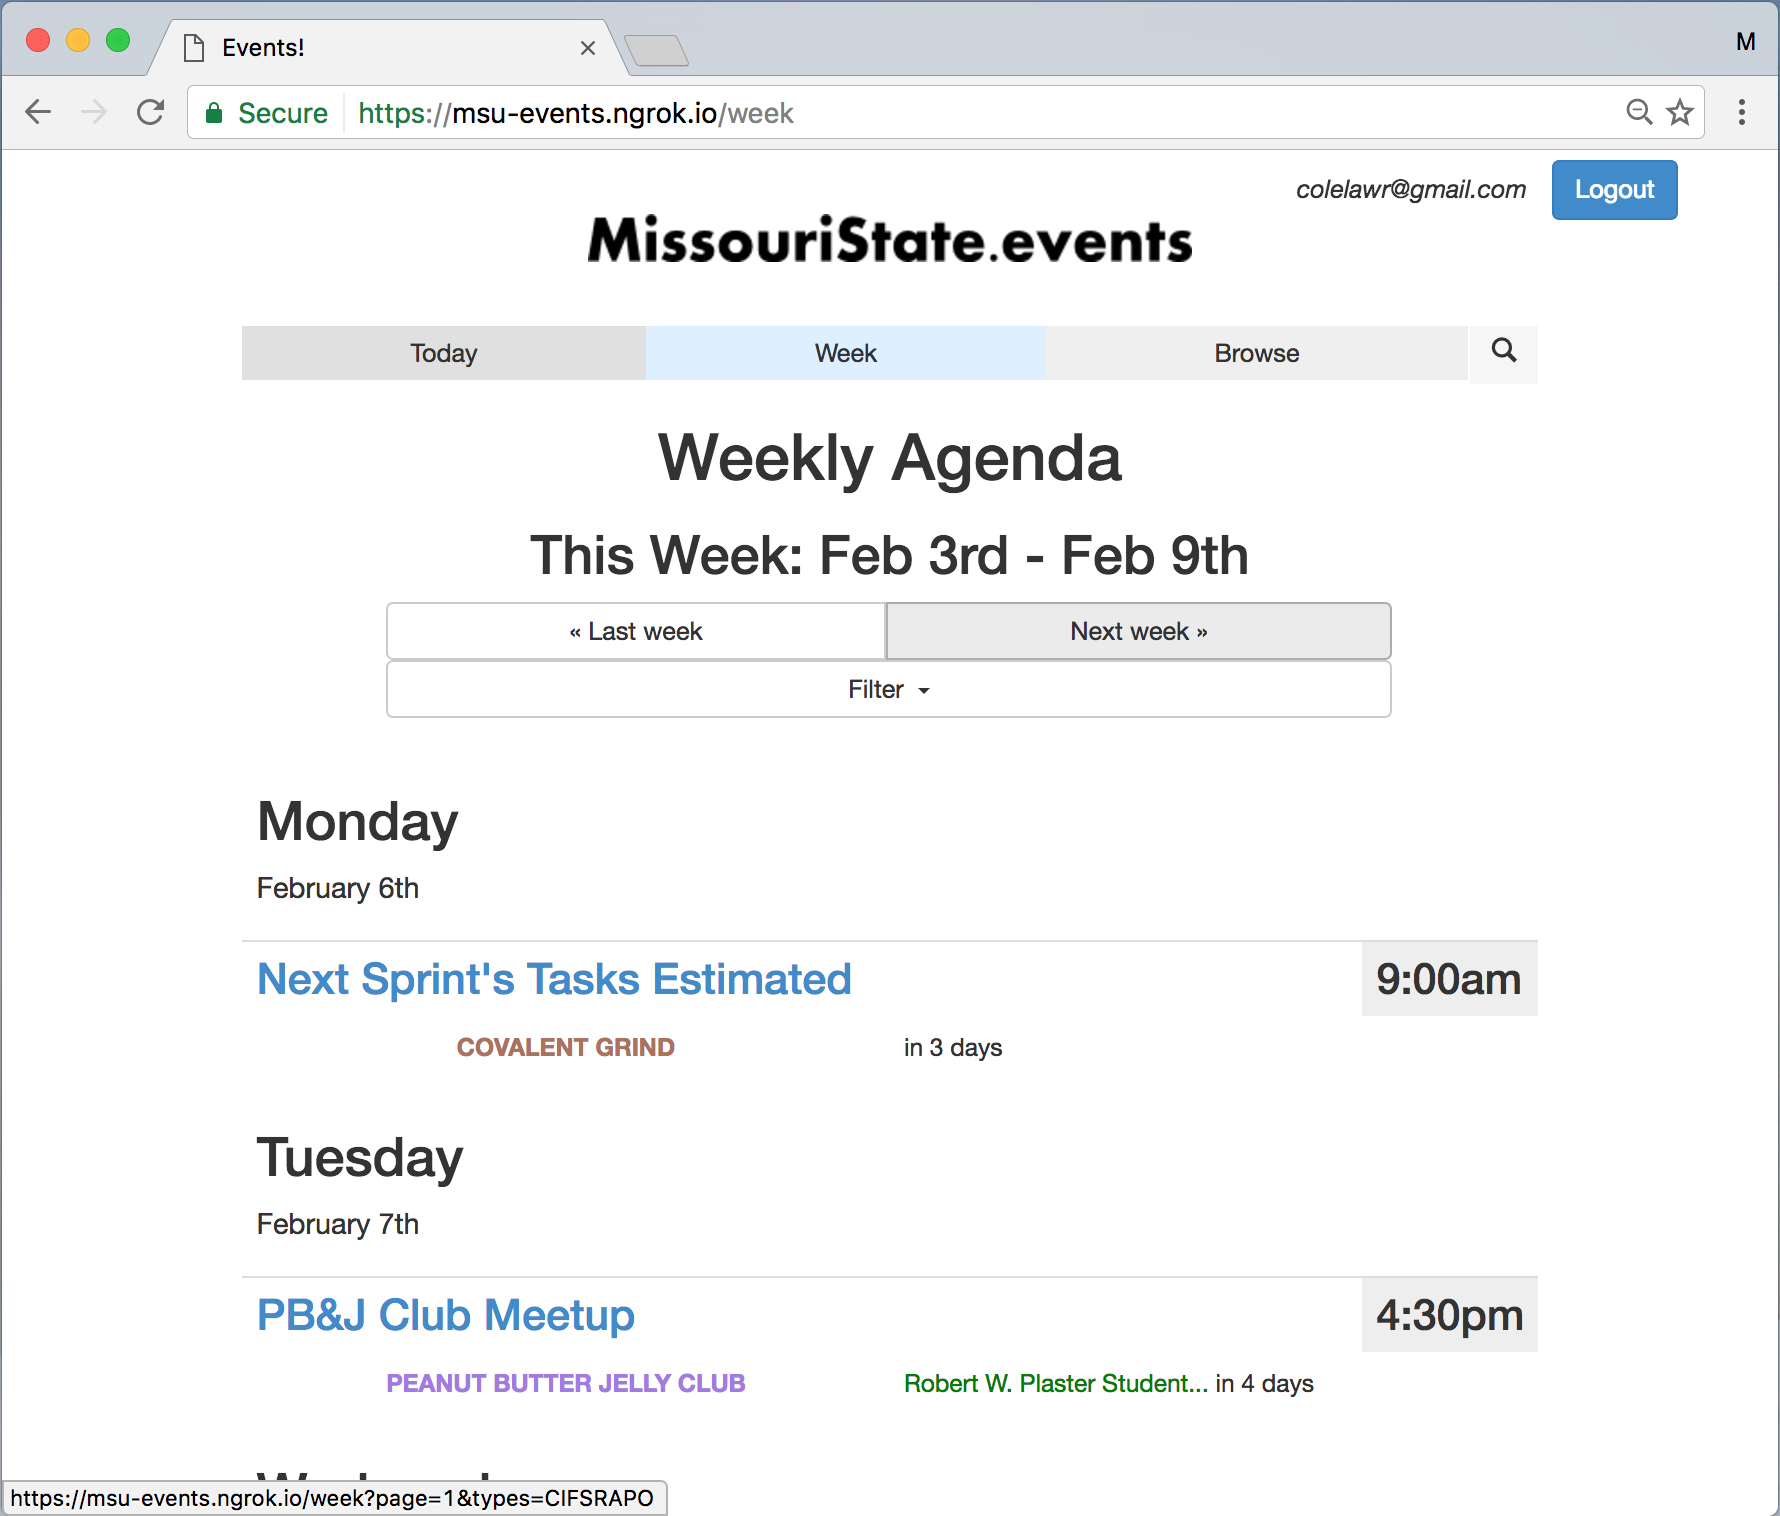 Events!
M
Secure https://msu-events.ngrok.io/week
colelawr@gmail.com Logout
MissouriState.events
Today Week Browse
Weekly Agenda
This Week: Feb 3rd - Feb 9th
« Last week Next week »
Filter
Monday
February 6th
Next Sprint's Tasks Estimated 9:00am
COVALENT GRIND in 3 days
Tuesday
February 7th
PB&J Club Meetup 4:30pm
PEANUT BUTTER JELLY CLUB Robert W. Plaster Student... in 4 days
https://msu-events.ngrok.io/week?page=1&types=CIFSRAPO